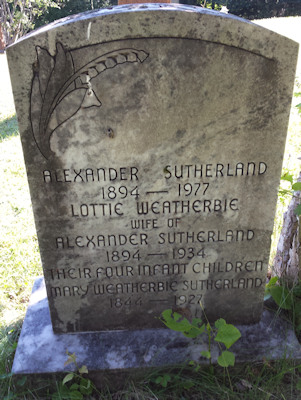 ALEXANDER SUTHERLAND
1894 — 1977
LOTTIE WEATHERBIE
WIFE OF
ALEXANDER SUTHERLAND
1894 — 1934
THEIR FOUR INFANT CHILDREN
MARY WEATHERBIE SUTHERLAND
1844 — 1927